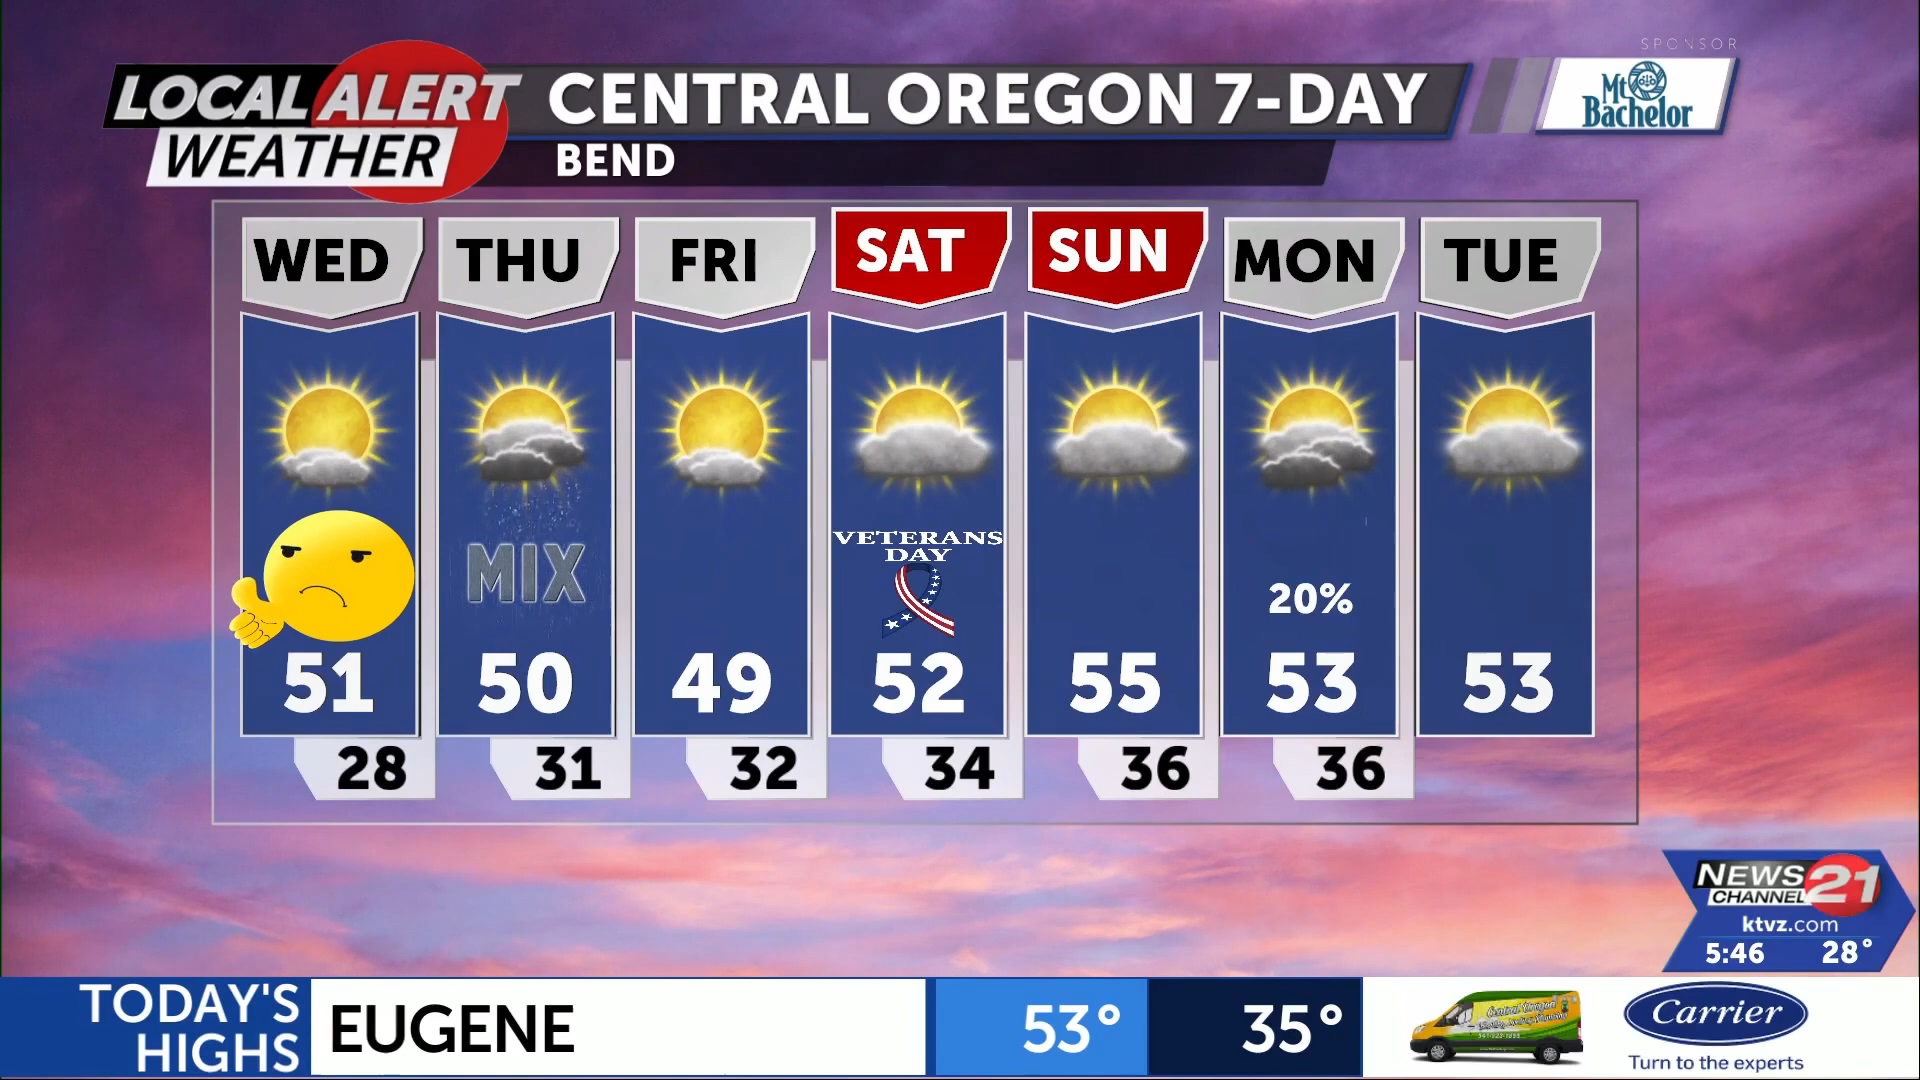 SPONSOR
LOCAL ALERT
WEATHER
CENTRAL OREGON 7-DAY
BEND
Mt
Bachelor
WED THU FRI SAT SUN MON TUE
VETERANS
DAY
MIX
20%
51 50 49 52 55 53 53
28 31 32 34 36 36
NEWS
CHANNEL 21
ktvz.com
5:46 28°
TODAY'S
HIGHS
EUGENE 53° 35°
Central Oregon
Carrier
Turn to the experts